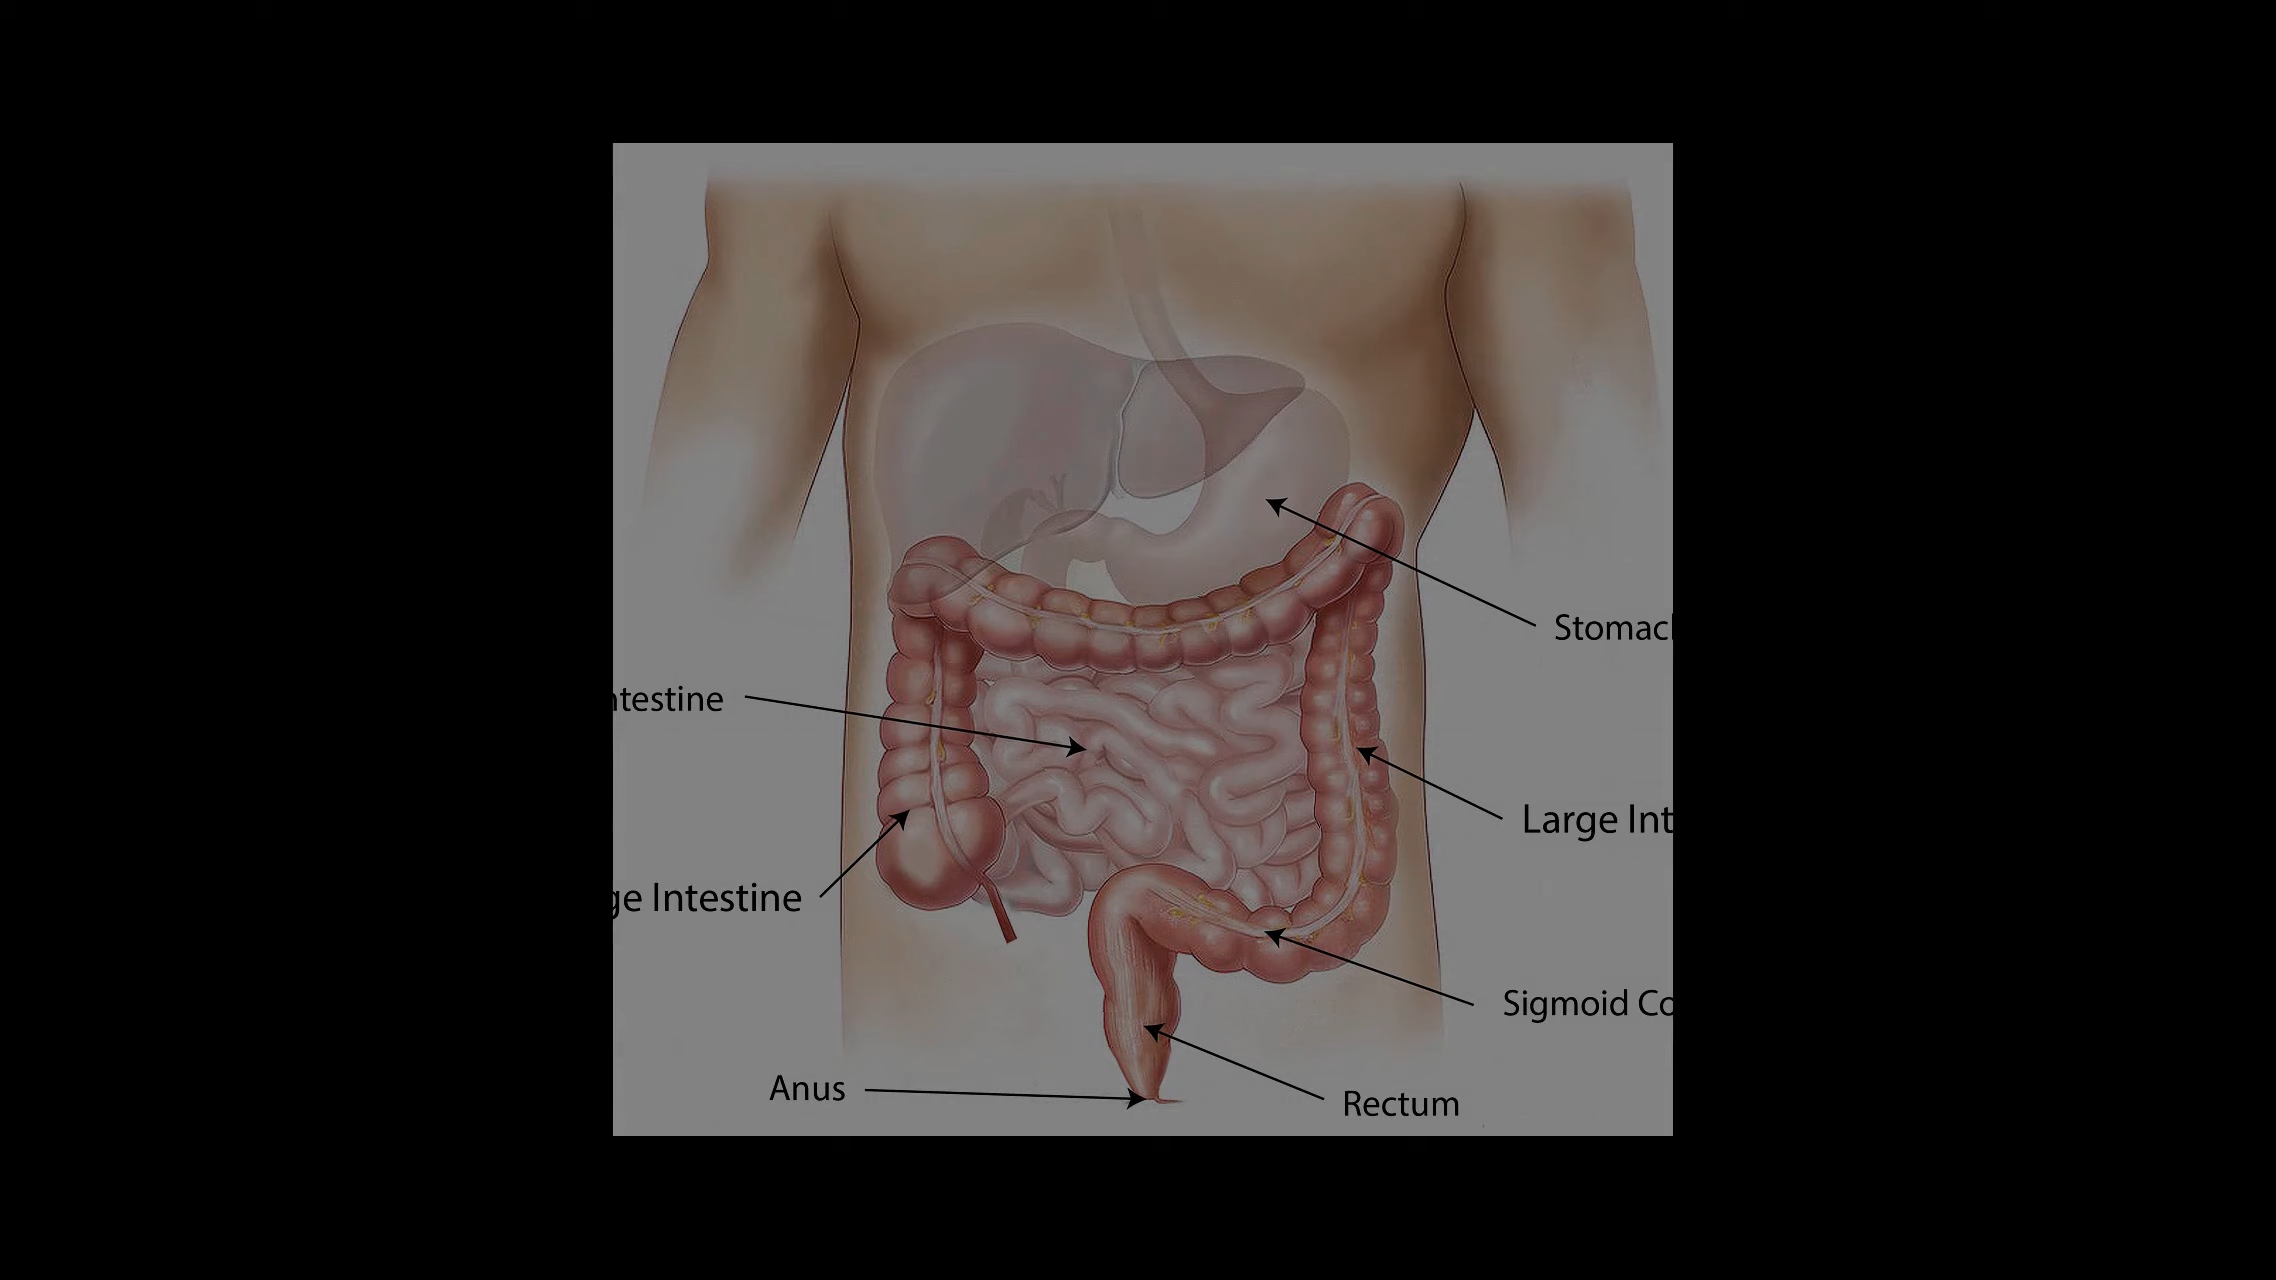 Stomac
ntestine
Large Int
ge Intestine
Sigmoid Co
Anus
Rectum